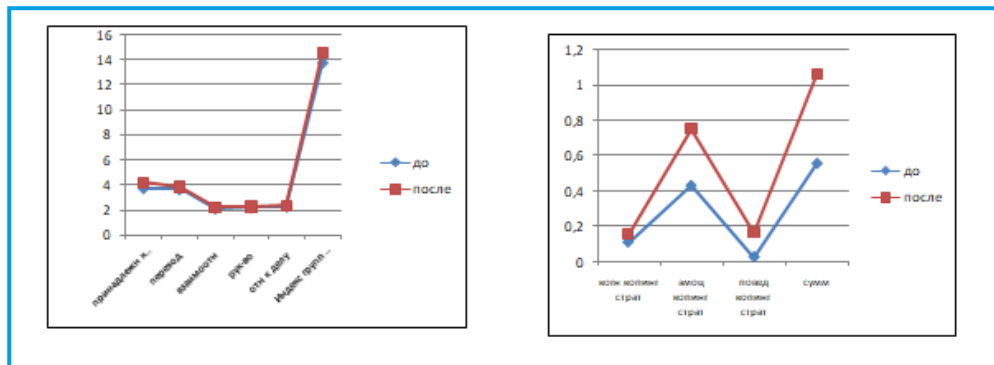 16
14
12
10
8
6
4
2
0
принадлежн к..
перевод
взаимоотн
рук-во
отн к делу
Индекс групп ...
до
после
1,2
1
0,8
0,6
0,4
0,2
0
когн копинг
страт
эмоц
копинг
страт
повед
копинг
страт
сумм
до
после